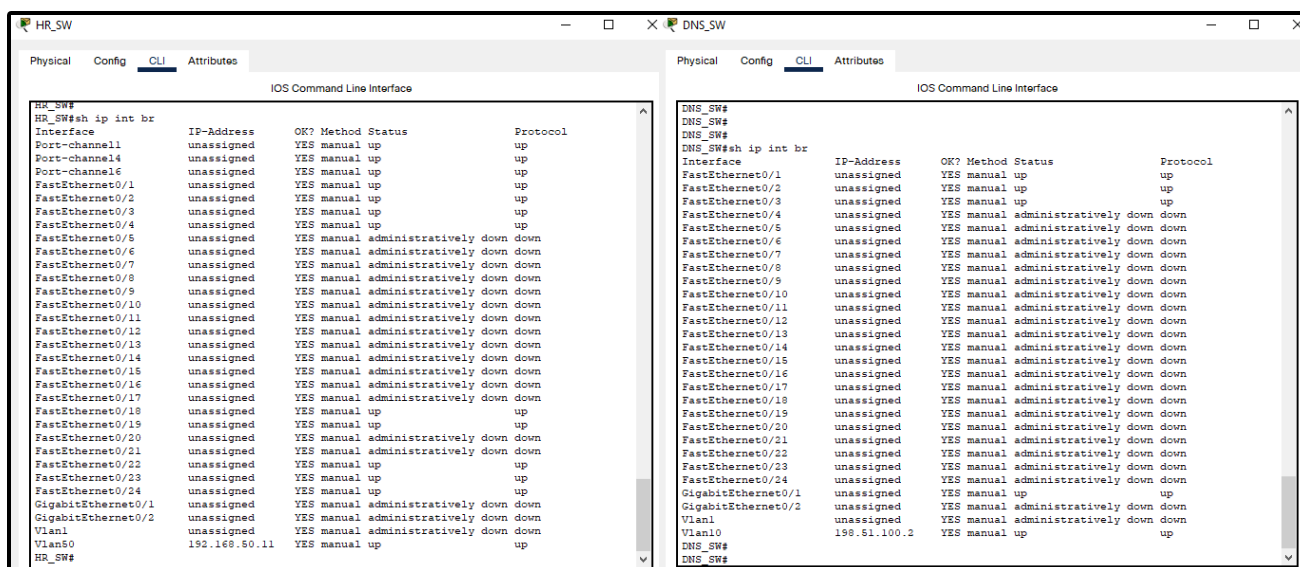 HR_SW
Physical Config CLI Attributes
IOS Command Line Interface
HR_SW#
HR_SW#sh ip int br
Interface IP-Address OK? Method Status Protocol
Port-channel1 unassigned YES manual up up
Port-channel4 unassigned YES manual up up
Port-channel6 unassigned YES manual up up
FastEthernet0/1 unassigned YES manual up up
FastEthernet0/2 unassigned YES manual up up
FastEthernet0/3 unassigned YES manual up up
FastEthernet0/4 unassigned YES manual up up
FastEthernet0/5 unassigned YES manual administratively down down
FastEthernet0/6 unassigned YES manual administratively down down
FastEthernet0/7 unassigned YES manual administratively down down
FastEthernet0/8 unassigned YES manual administratively down down
FastEthernet0/9 unassigned YES manual administratively down down
FastEthernet0/10 unassigned YES manual administratively down down
FastEthernet0/11 unassigned YES manual administratively down down
FastEthernet0/12 unassigned YES manual administratively down down
FastEthernet0/13 unassigned YES manual administratively down down
FastEthernet0/14 unassigned YES manual administratively down down
FastEthernet0/15 unassigned YES manual administratively down down
FastEthernet0/16 unassigned YES manual administratively down down
FastEthernet0/17 unassigned YES manual administratively down down
FastEthernet0/18 unassigned YES manual up up
FastEthernet0/19 unassigned YES manual up up
FastEthernet0/20 unassigned YES manual administratively down down
FastEthernet0/21 unassigned YES manual administratively down down
FastEthernet0/22 unassigned YES manual up up
FastEthernet0/23 unassigned YES manual up up
FastEthernet0/24 unassigned YES manual up up
GigabitEthernet0/1 unassigned YES manual administratively down down
GigabitEthernet0/2 unassigned YES manual administratively down down
Vlan1 unassigned YES manual administratively down down
Vlan50 192.168.50.11 YES manual up up
HR_SW#
DNS_SW
Physical Config CLI Attributes
IOS Command Line Interface
DNS_SW#
DNS_SW#
DNS_SW#
DNS_SW#sh ip int br
Interface IP-Address OK? Method Status Protocol
FastEthernet0/1 unassigned YES manual up up
FastEthernet0/2 unassigned YES manual up up
FastEthernet0/3 unassigned YES manual up up
FastEthernet0/4 unassigned YES manual administratively down down
FastEthernet0/5 unassigned YES manual administratively down down
FastEthernet0/6 unassigned YES manual administratively down down
FastEthernet0/7 unassigned YES manual administratively down down
FastEthernet0/8 unassigned YES manual administratively down down
FastEthernet0/9 unassigned YES manual administratively down down
FastEthernet0/10 unassigned YES manual administratively down down
FastEthernet0/11 unassigned YES manual administratively down down
FastEthernet0/12 unassigned YES manual administratively down down
FastEthernet0/13 unassigned YES manual administratively down down
FastEthernet0/14 unassigned YES manual administratively down down
FastEthernet0/15 unassigned YES manual administratively down down
FastEthernet0/16 unassigned YES manual administratively down down
FastEthernet0/17 unassigned YES manual administratively down down
FastEthernet0/18 unassigned YES manual administratively down down
FastEthernet0/19 unassigned YES manual administratively down down
FastEthernet0/20 unassigned YES manual administratively down down
FastEthernet0/21 unassigned YES manual administratively down down
FastEthernet0/22 unassigned YES manual administratively down down
FastEthernet0/23 unassigned YES manual administratively down down
FastEthernet0/24 unassigned YES manual administratively down down
GigabitEthernet0/1 unassigned YES manual up up
GigabitEthernet0/2 unassigned YES manual administratively down down
Vlan1 unassigned YES manual administratively down down
Vlan10 198.51.100.2 YES manual up up
DNS_SW#
DNS_SW#